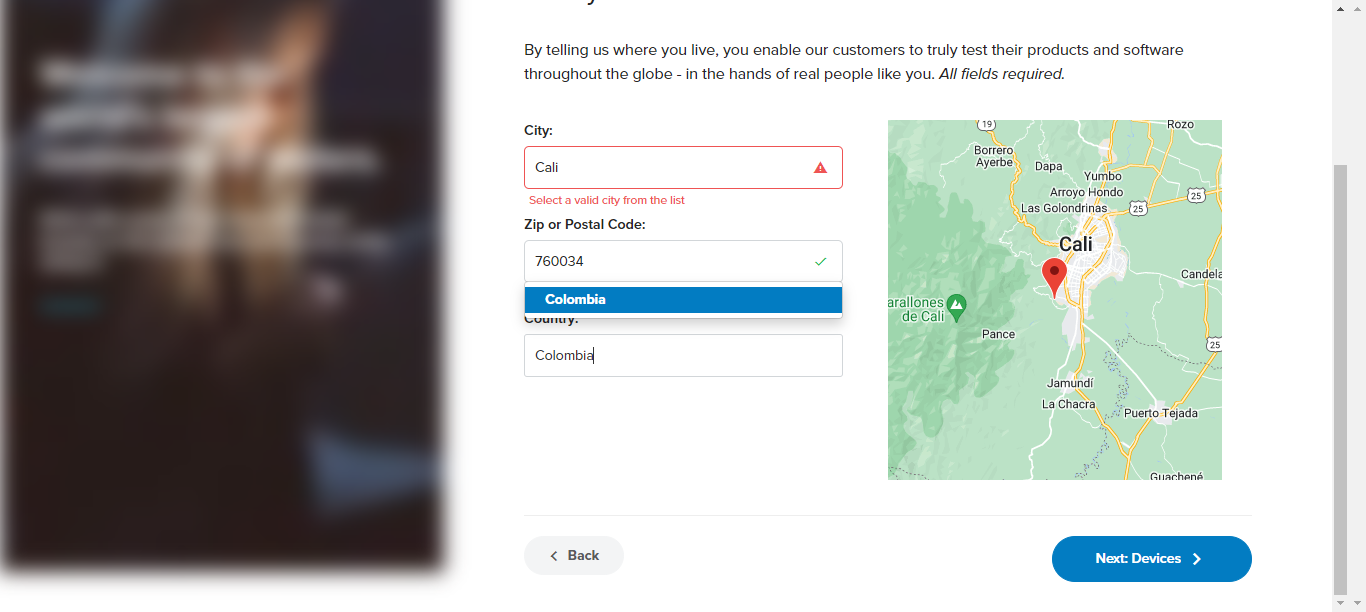 By telling us where you live, you enable our customers to truly test their products and software
throughout the globe - in the hands of real people like you. All fields required.
City:
Cali
Select a valid city from the list
Zip or Postal Code:
760034
Colombia
Country:
Colombia
19
Rozo
Borrero
Ayerbe
Dapa
Yumbo
Arroyo Hondo
25
Las Golondrinas
25
Cali
Candela
arallones
de Cali
Pance
25
Jamundí
La Chacra
Puerto Tejada
Guachené
Back
Next: Devices